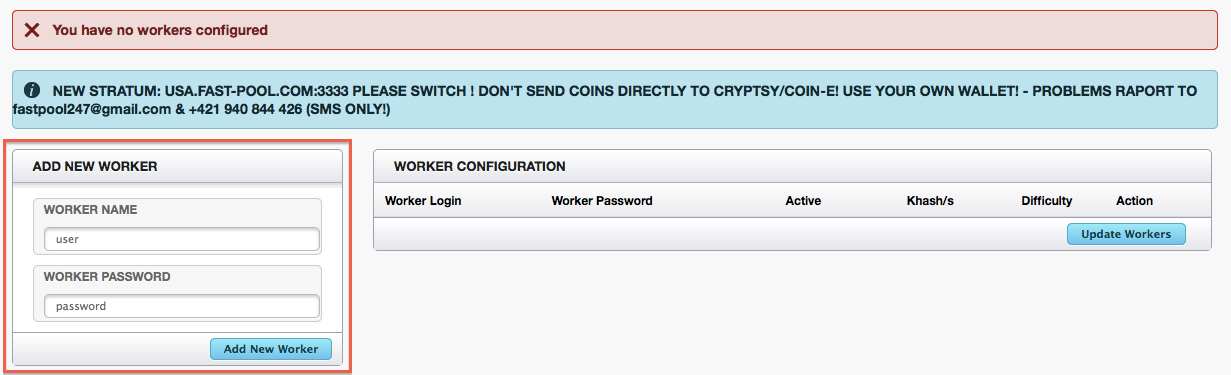 You have no workers configured
NEW STRATUM: USA.FAST-POOL.COM:3333 PLEASE SWITCH ! DON'T SEND COINS DIRECTLY TO CRYPTSY/COIN-E! USE YOUR OWN WALLET! - PROBLEMS RAPORT TO
fastpool247@gmail.com & +421 940 844 426 (SMS ONLY!)
ADD NEW WORKER
WORKER NAME
user
WORKER PASSWORD
password
Add New Worker
WORKER CONFIGURATION
Worker Login Worker Password Active Khash/s Difficulty Action
Update Workers